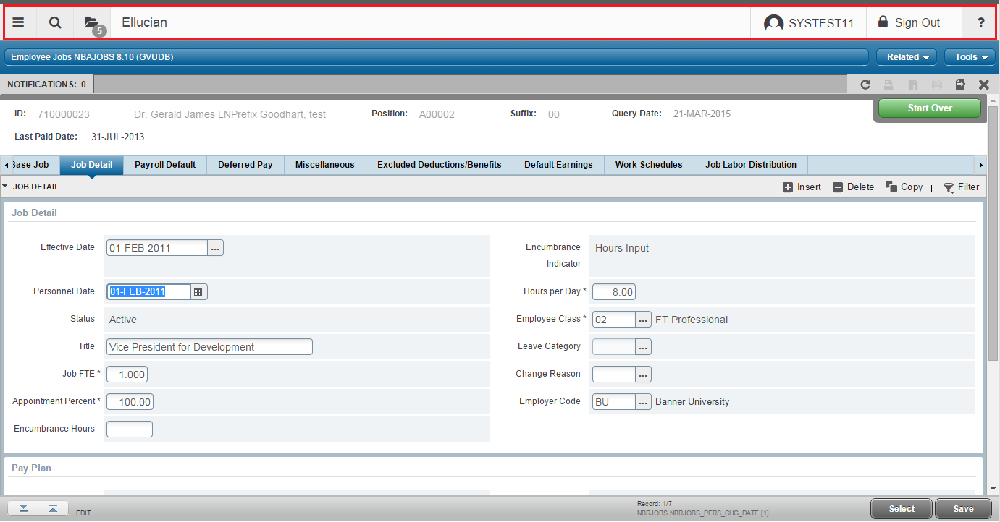 5 Ellucian SYSTEST11 Sign Out ?
Employee Jobs NBAJOBS 8.10 (GVUDB) Related Tools
NOTIFICATIONS: 0
ID: 710000023 Dr. Gerald James LNPrefix Goodhart, test Position: A00002 Suffix: 00 Query Date: 21-MAR-2015 Start Over
Last Paid Date: 31-JUL-2013
Base Job Job Detail Payroll Default Deferred Pay Miscellaneous Excluded Deductions/Benefits Default Earnings Work Schedules Job Labor Distribution
JOB DETAIL Insert Delete Copy Filter
Job Detail
Effective Date 01-FEB-2011 ... Encumbrance Indicator Hours Input
Personnel Date 01-FEB-2011 Hours per Day * 8.00
Status Active Employee Class * 02 ... FT Professional
Title Vice President for Development Leave Category ...
Job FTE * 1.000 Change Reason ...
Appointment Percent * 100.00 Employer Code BU ... Banner University
Encumbrance Hours
Pay Plan
EDIT Record: 1/7 Select Save
NBRJOBS.NBRJOBS_PERS_CHG_DATE [1]